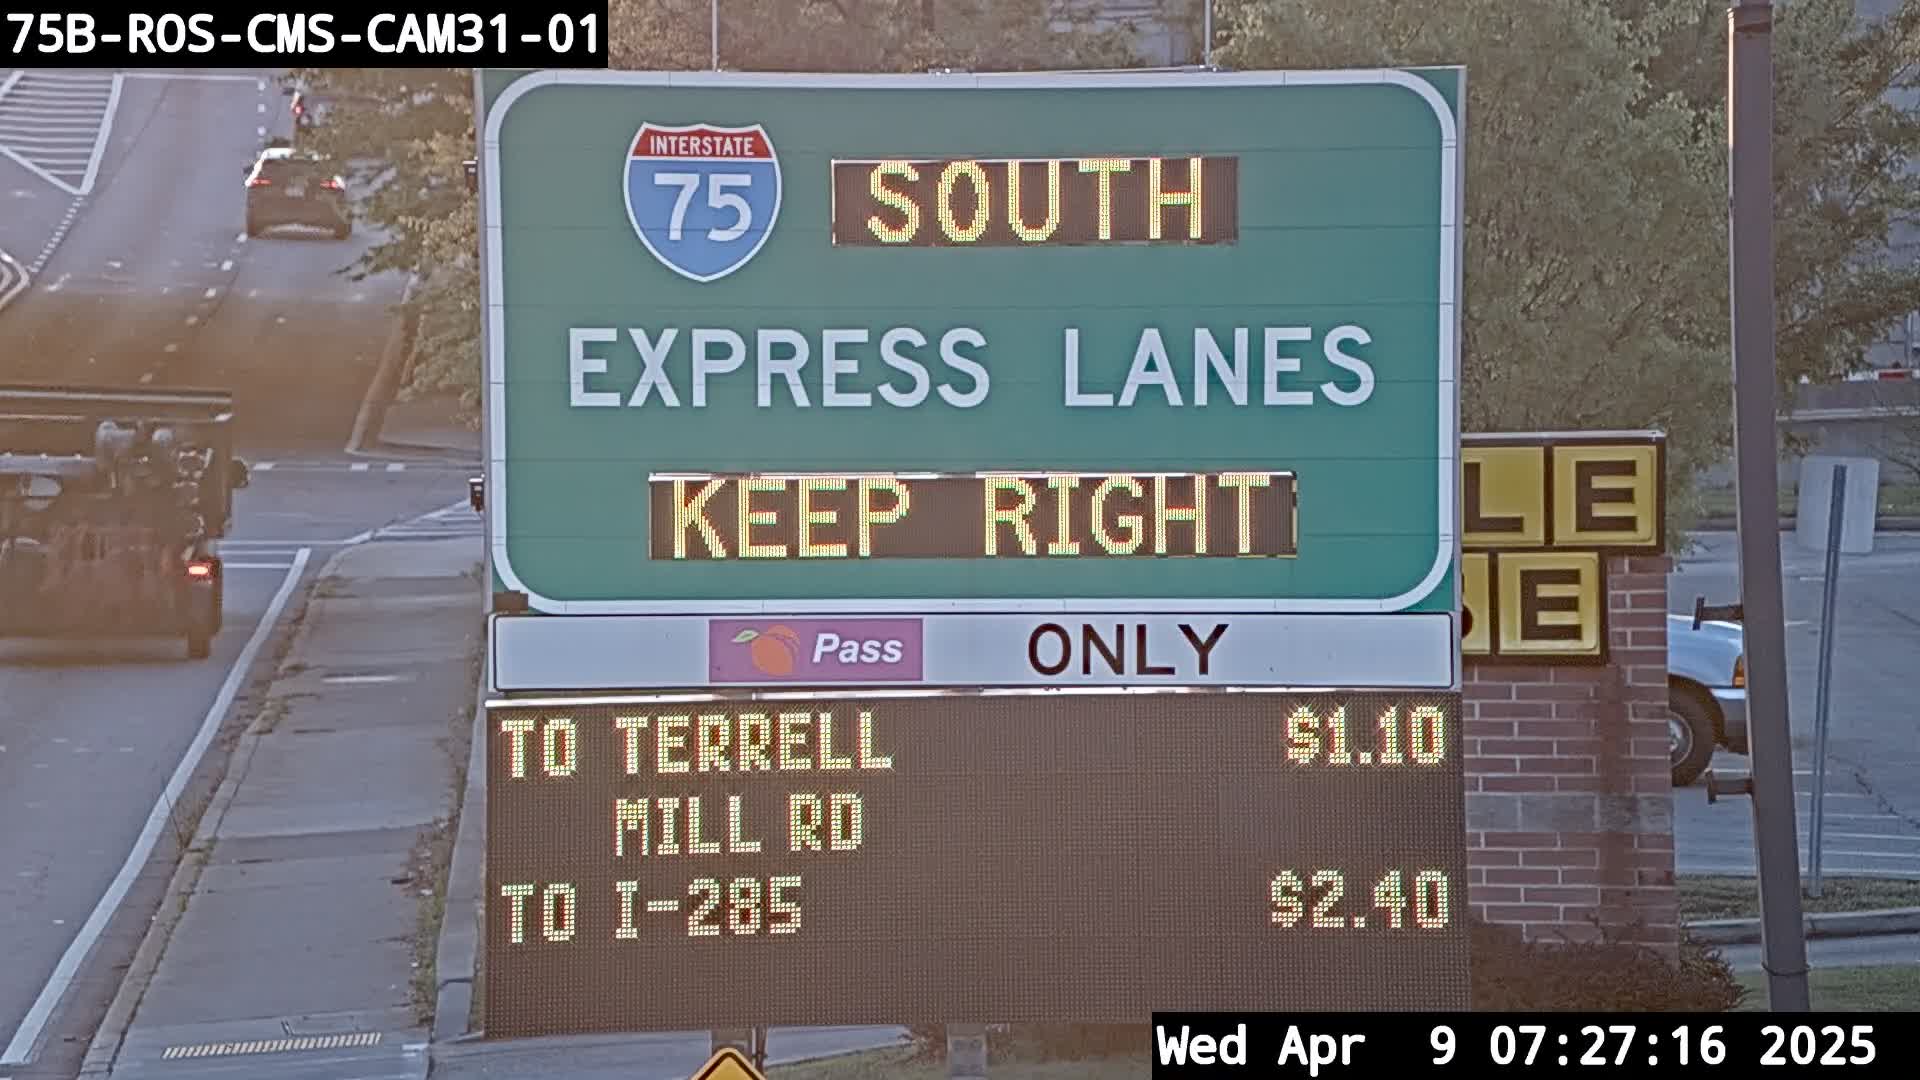 75B-ROS-CMS-CAM31-01
INTERSTATE
75
SOUTH
EXPRESS LANES
KEEP RIGHT
Pass ONLY
TO TERRELL $1.10
MILL RD
TO I-285 $2.40
LE
E
Wed Apr 9 07:27:16 2025